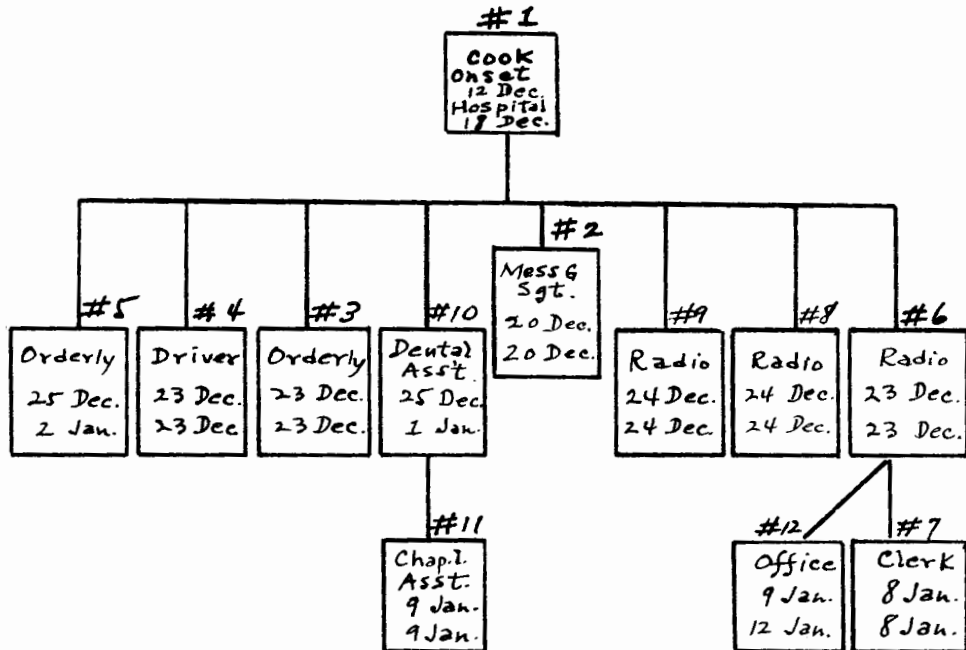 #1
Cook
Onset
12 Dec.
Hospital
18 Dec.
#2
Mess G
Sgt.
20 Dec.
20 Dec.
#5
Orderly
25 Dec.
2 Jan.
#4
Driver
23 Dec.
23 Dec
#3
Orderly
23 Dec.
23 Dec.
#10
Dental
Asst.
25 Dec.
1 Jan.
#9
Radio
24 Dec.
24 Dec.
#8
Radio
24 Dec.
24 Dec.
#6
Radio
23 Dec.
23 Dec.
#11
Chapl.
Asst.
9 Jan.
9 Jan.
#12
Office
9 Jan.
12 Jan.
#7
Clerk
8 Jan.
8 Jan.